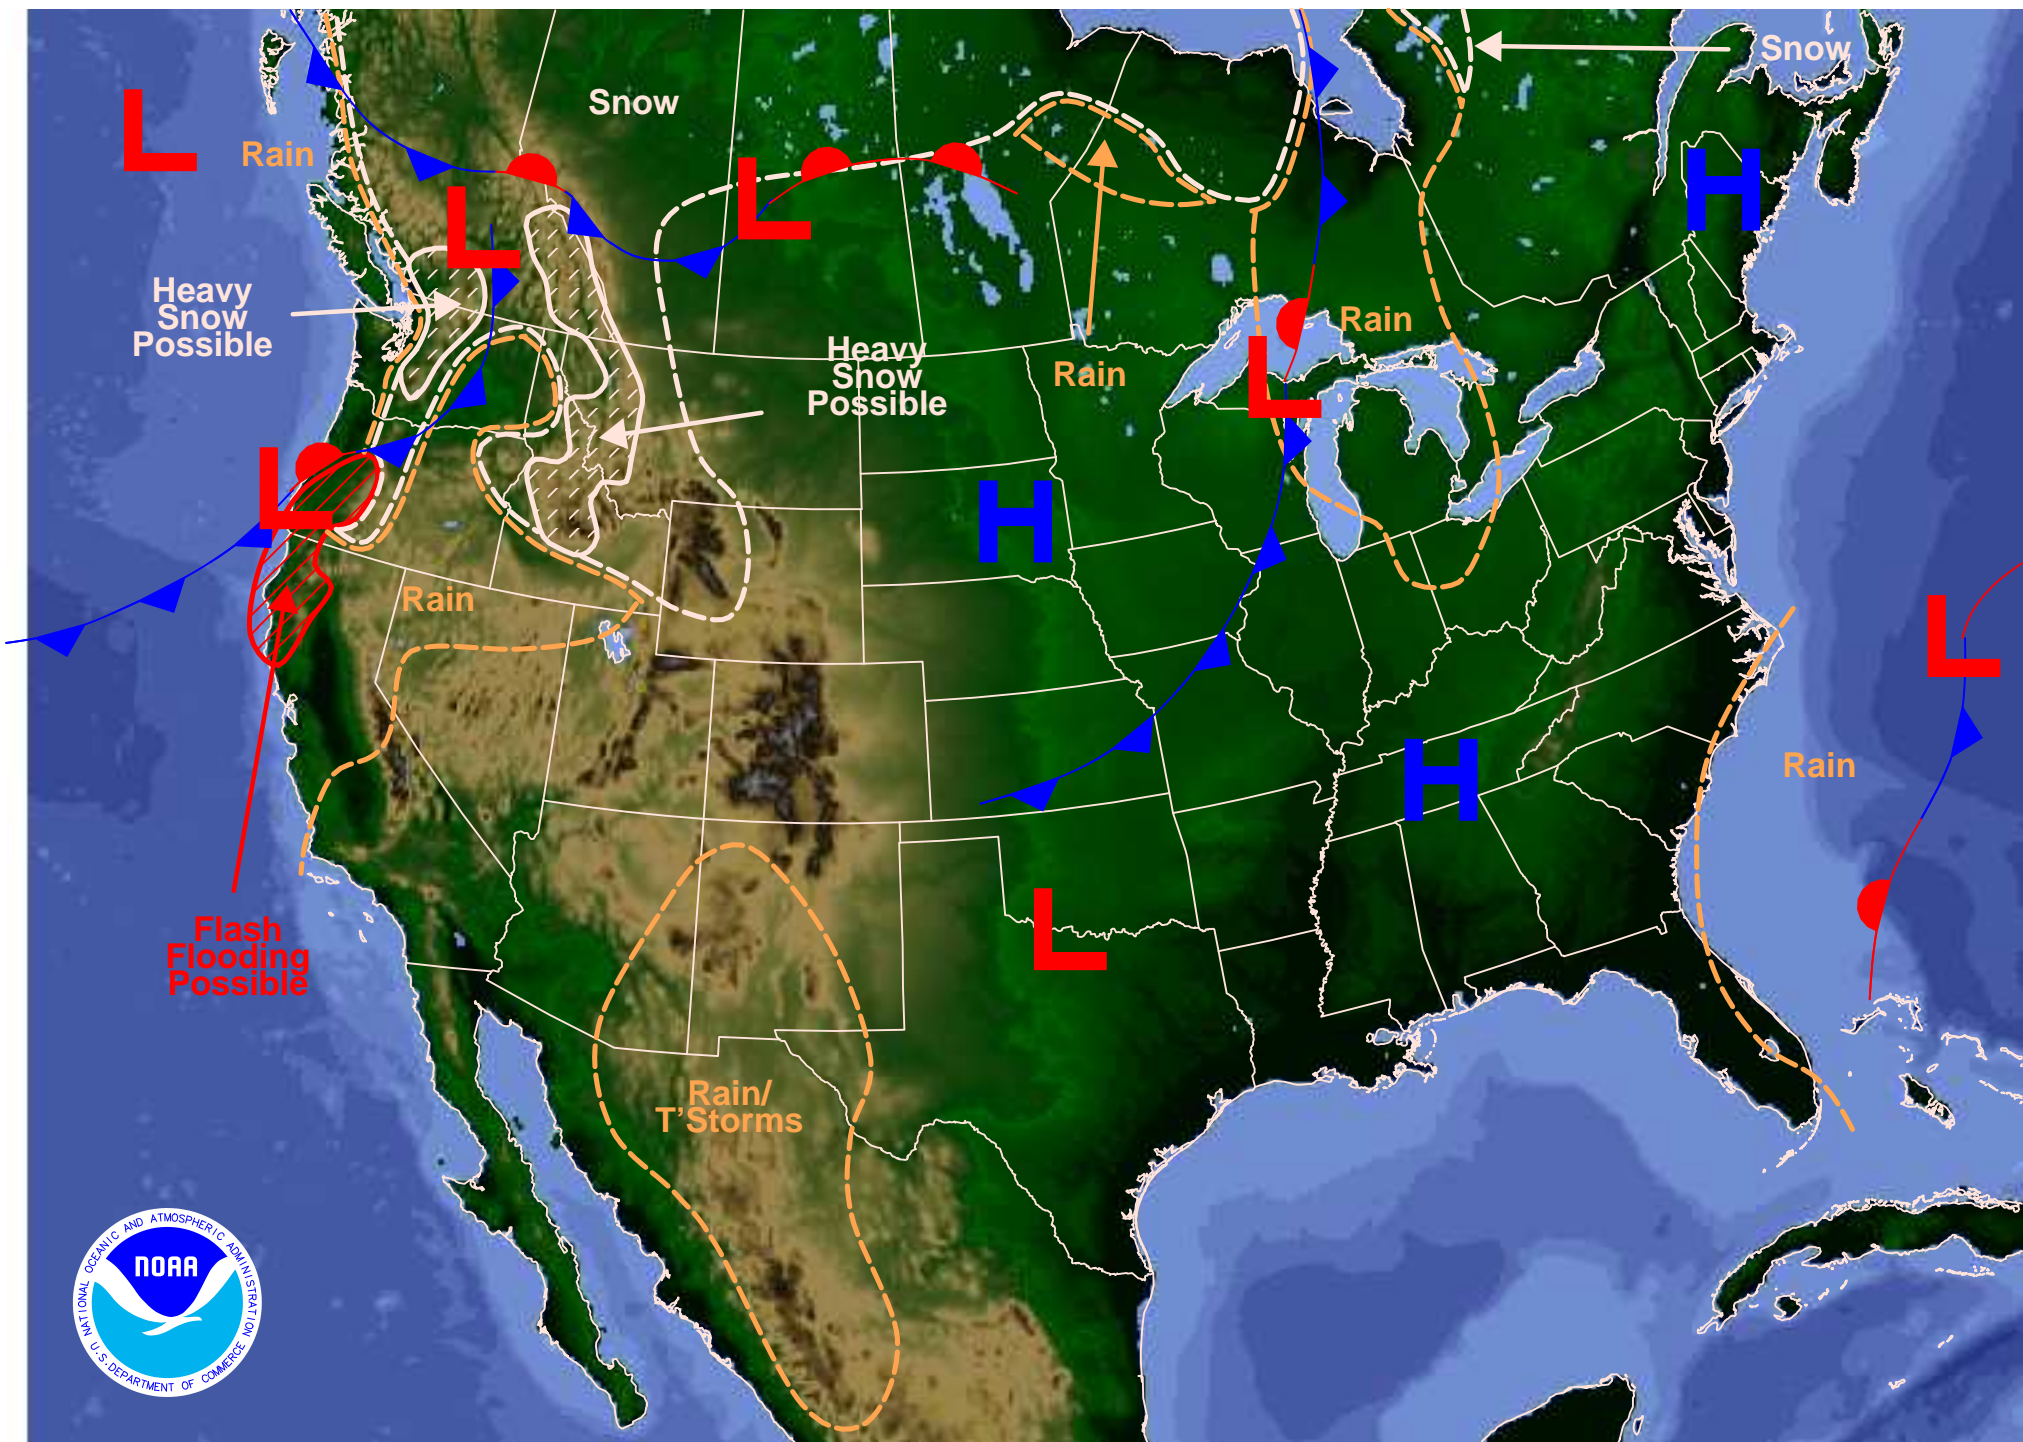 Snow
Snow
L
Rain
H
L
L
Heavy
Snow
Possible
Rain
Heavy
Snow
Possible
Rain
L
L
H
Rain
L
H
Rain
L
Flash
Flooding
Possible
Rain/
T'Storms
NATIONAL OCEANIC AND ATMOSPHERIC ADMINISTRATION
NOAA
U.S. DEPARTMENT OF COMMERCE